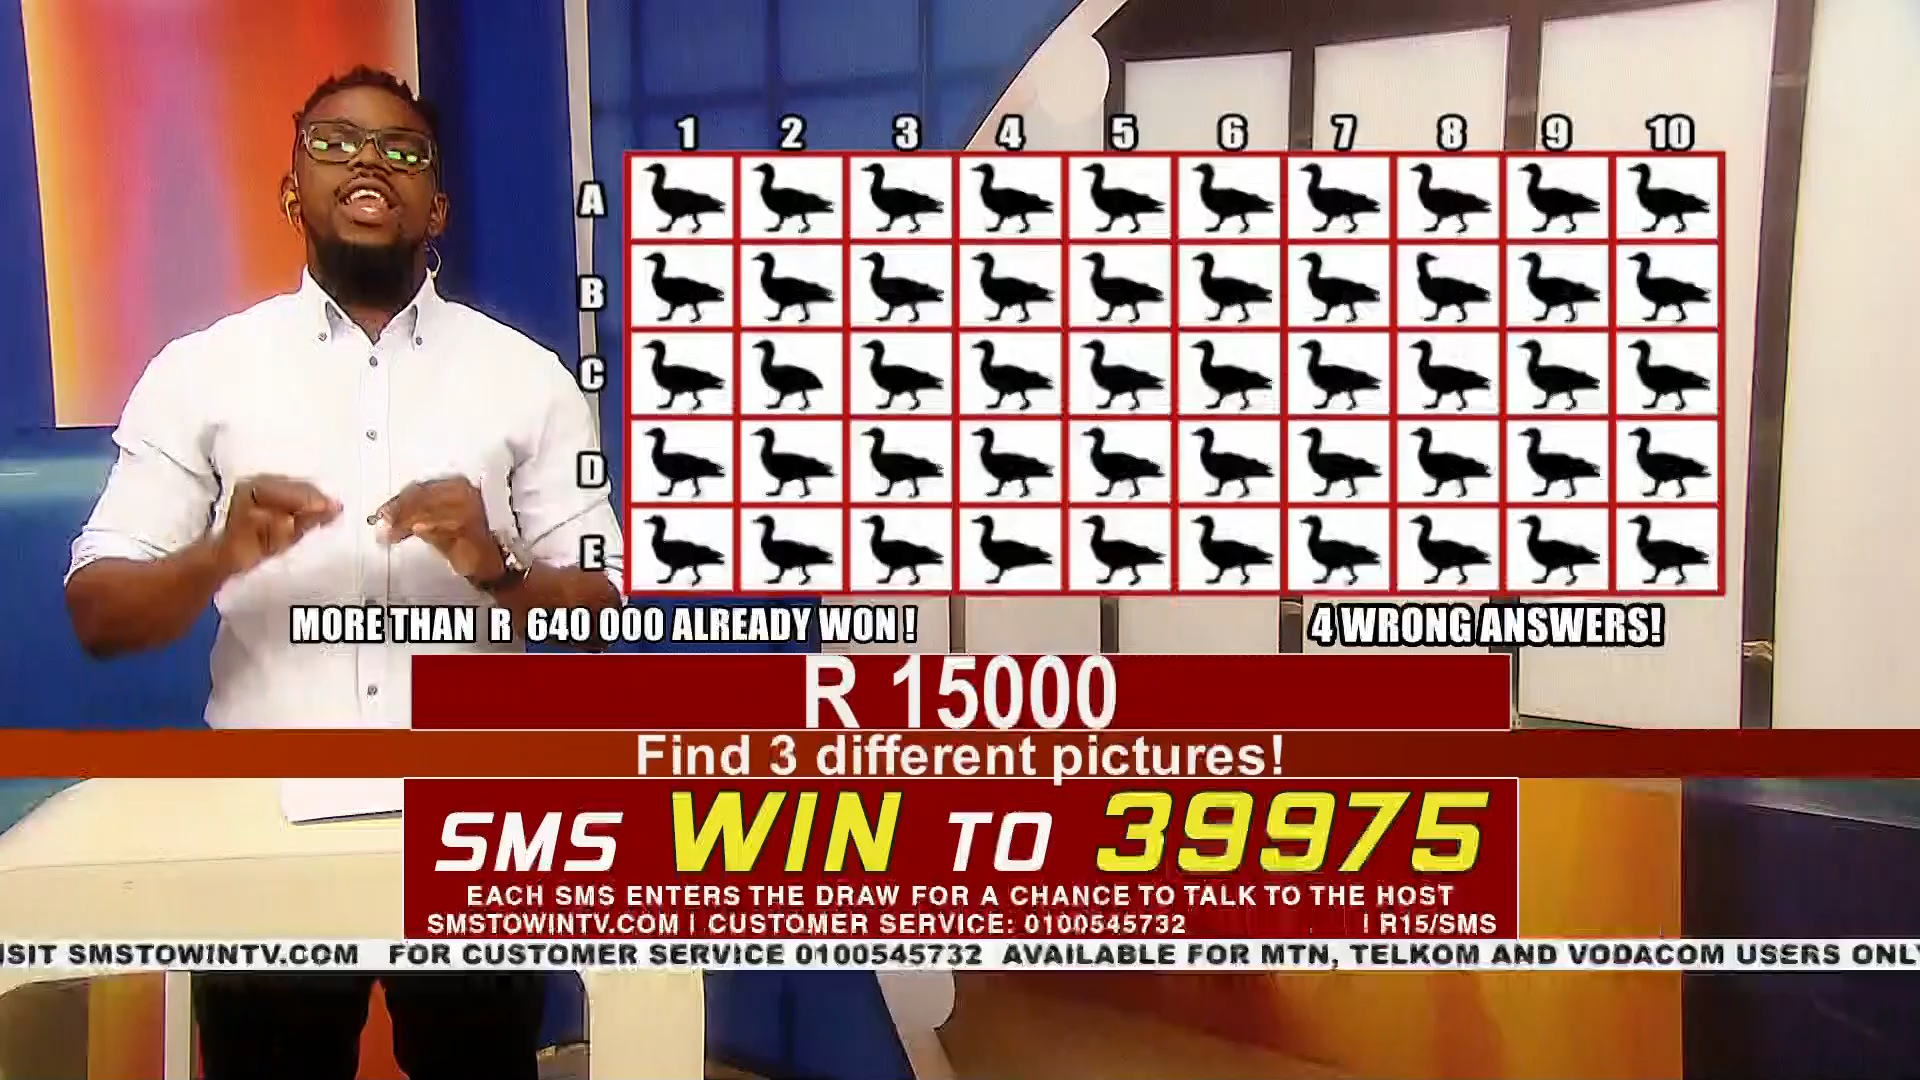 1 2 3 4 5 6 7 8 9 10
A
B
C
D
E
MORE THAN R 640 000 ALREADY WON !
4 WRONG ANSWERS!
R 15000
Find 3 different pictures!
SMS WIN TO 39975
EACH SMS ENTERS THE DRAW FOR A CHANCE TO TALK TO THE HOST
SMSTOWINTV.COM | CUSTOMER SERVICE: 0100545732 | R15/SMS
ISIT SMSTOWINTV.COM FOR CUSTOMER SERVICE 0100545732 AVAILABLE FOR MTN, TELKOM AND VODACOM USERS ONLY